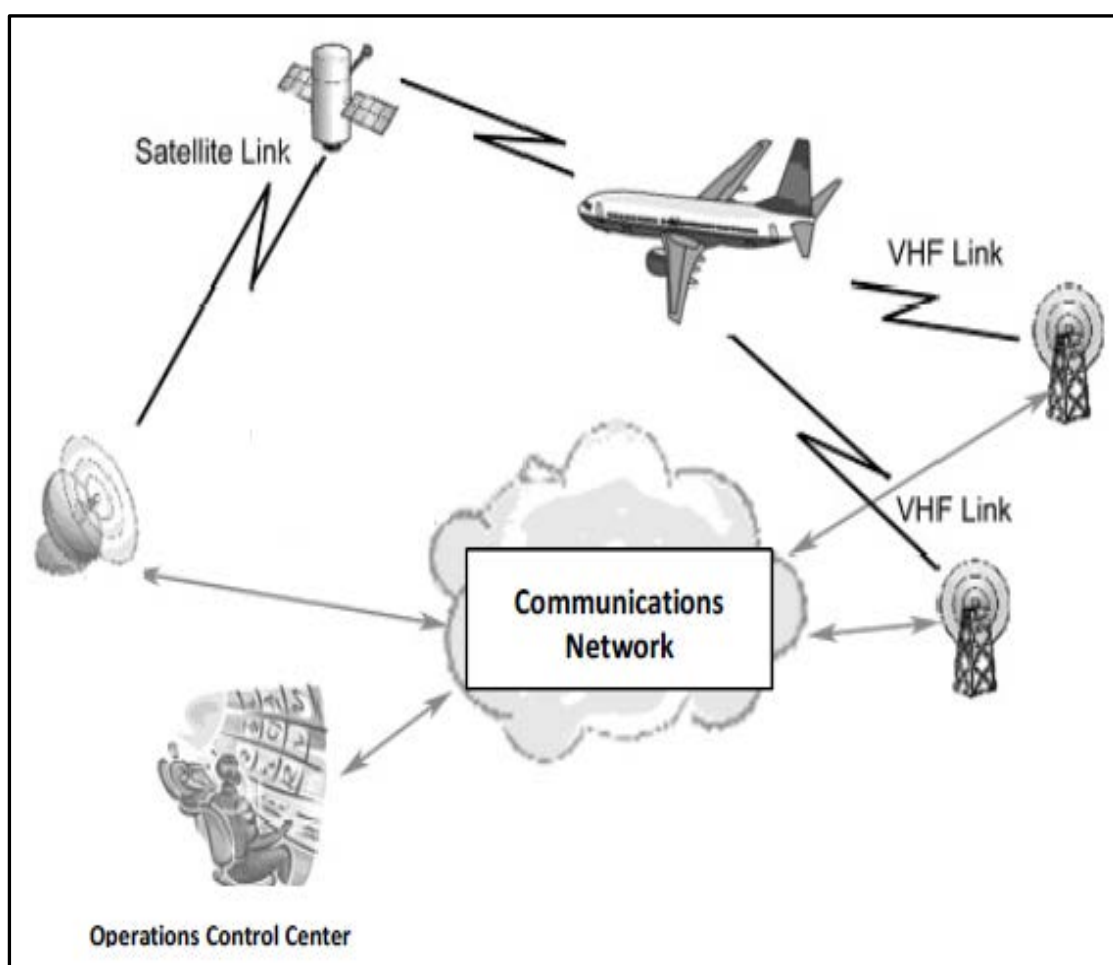 Satellite Link
VHF Link
VHF Link
Communications
Network
Operations Control Center